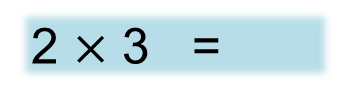 2 × 3 =